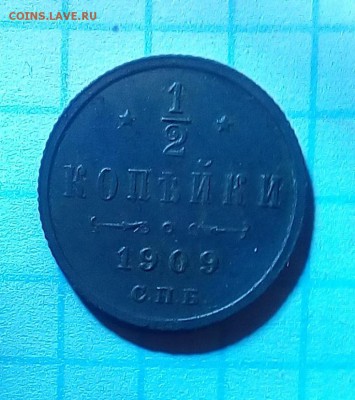 COINS.LAVE.RU
1/2
КОПѢЙКИ
1909
С.П.Б.